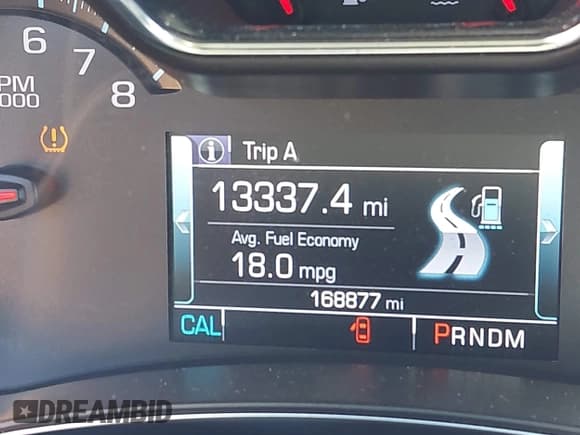 6
7
8
PM
000
Trip A
13337.4 mi
Avg. Fuel Economy
18.0 mpg
168877 mi
CAL
PRNDM
DREAMBID